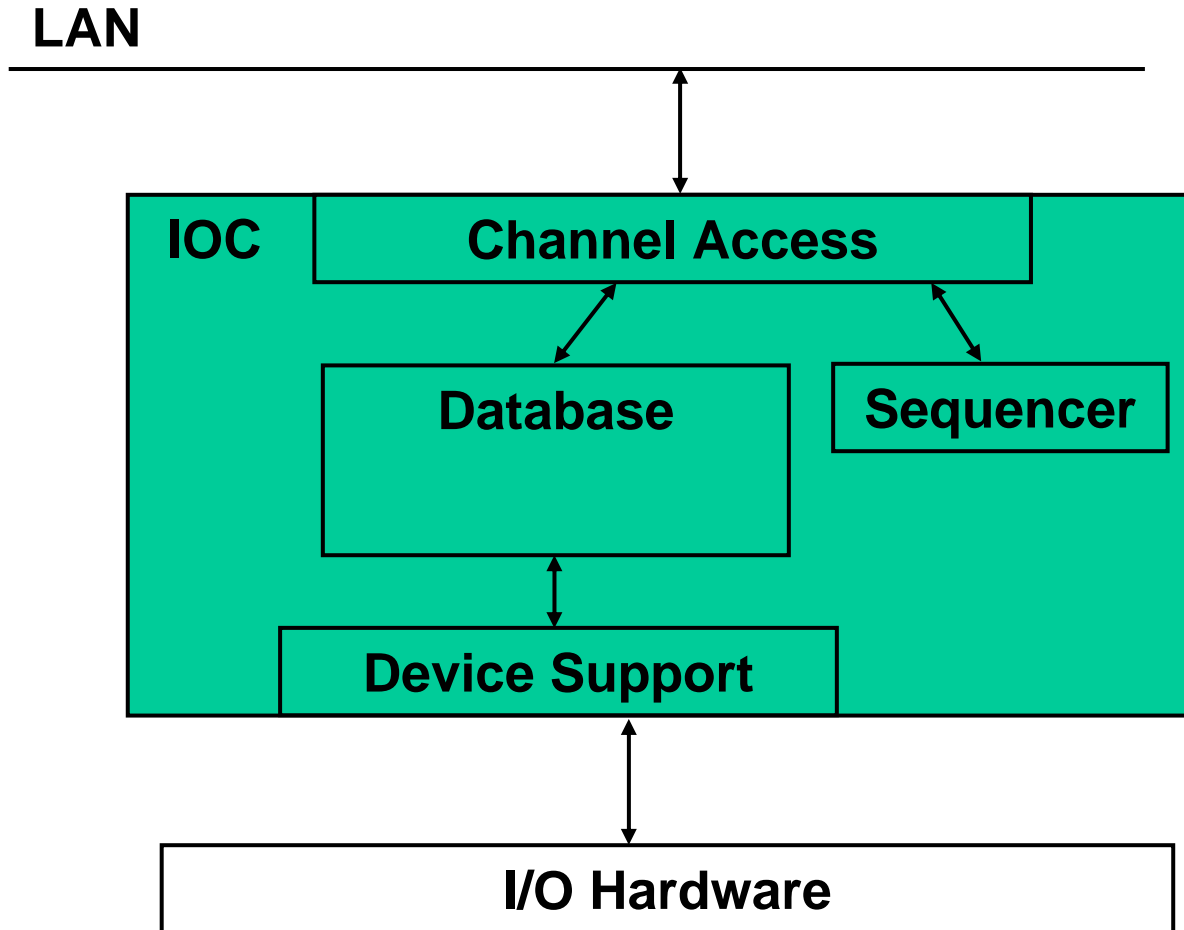 LAN
IOC
Channel Access
Database
Sequencer
Device Support
I/O Hardware